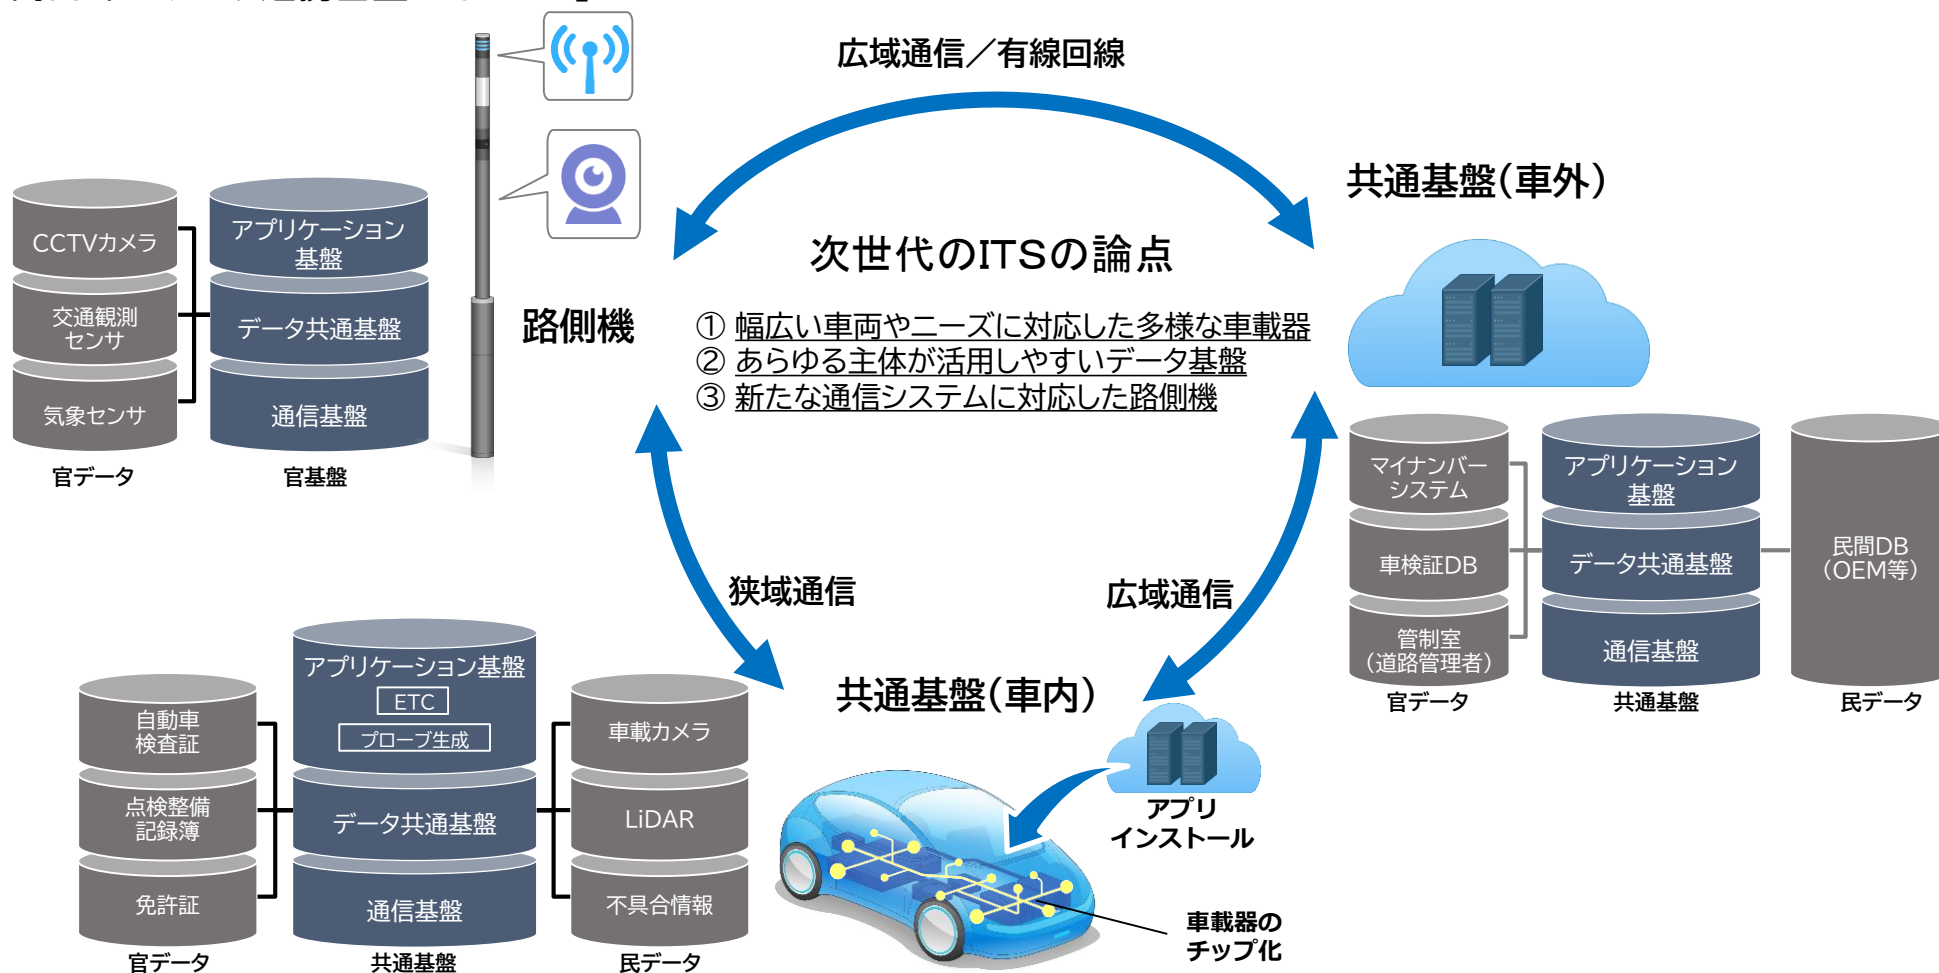 広域通信／有線回線
共通基盤(車外)
CCTVカメラ
交通観測
センサ
気象センサ
官データ
アプリケーション
基盤
データ共通基盤
通信基盤
官基盤
路側機
次世代のITSの論点
① 幅広い車両やニーズに対応した多様な車載器
② あらゆる主体が活用しやすいデータ基盤
③ 新たな通信システムに対応した路側機
マイナンバー
システム
車検証DB
管制室
（道路管理者）
官データ
アプリケーション
基盤
データ共通基盤
通信基盤
共通基盤
民間DB
（OEM等）
民データ
狭域通信
広域通信
共通基盤(車内)
自動車
検査証
点検整備
記録簿
免許証
官データ
アプリケーション基盤
ETC
プローブ生成
データ共通基盤
通信基盤
共通基盤
車載カメラ
LiDAR
不具合情報
民データ
アプリ
インストール
車載器の
チップ化